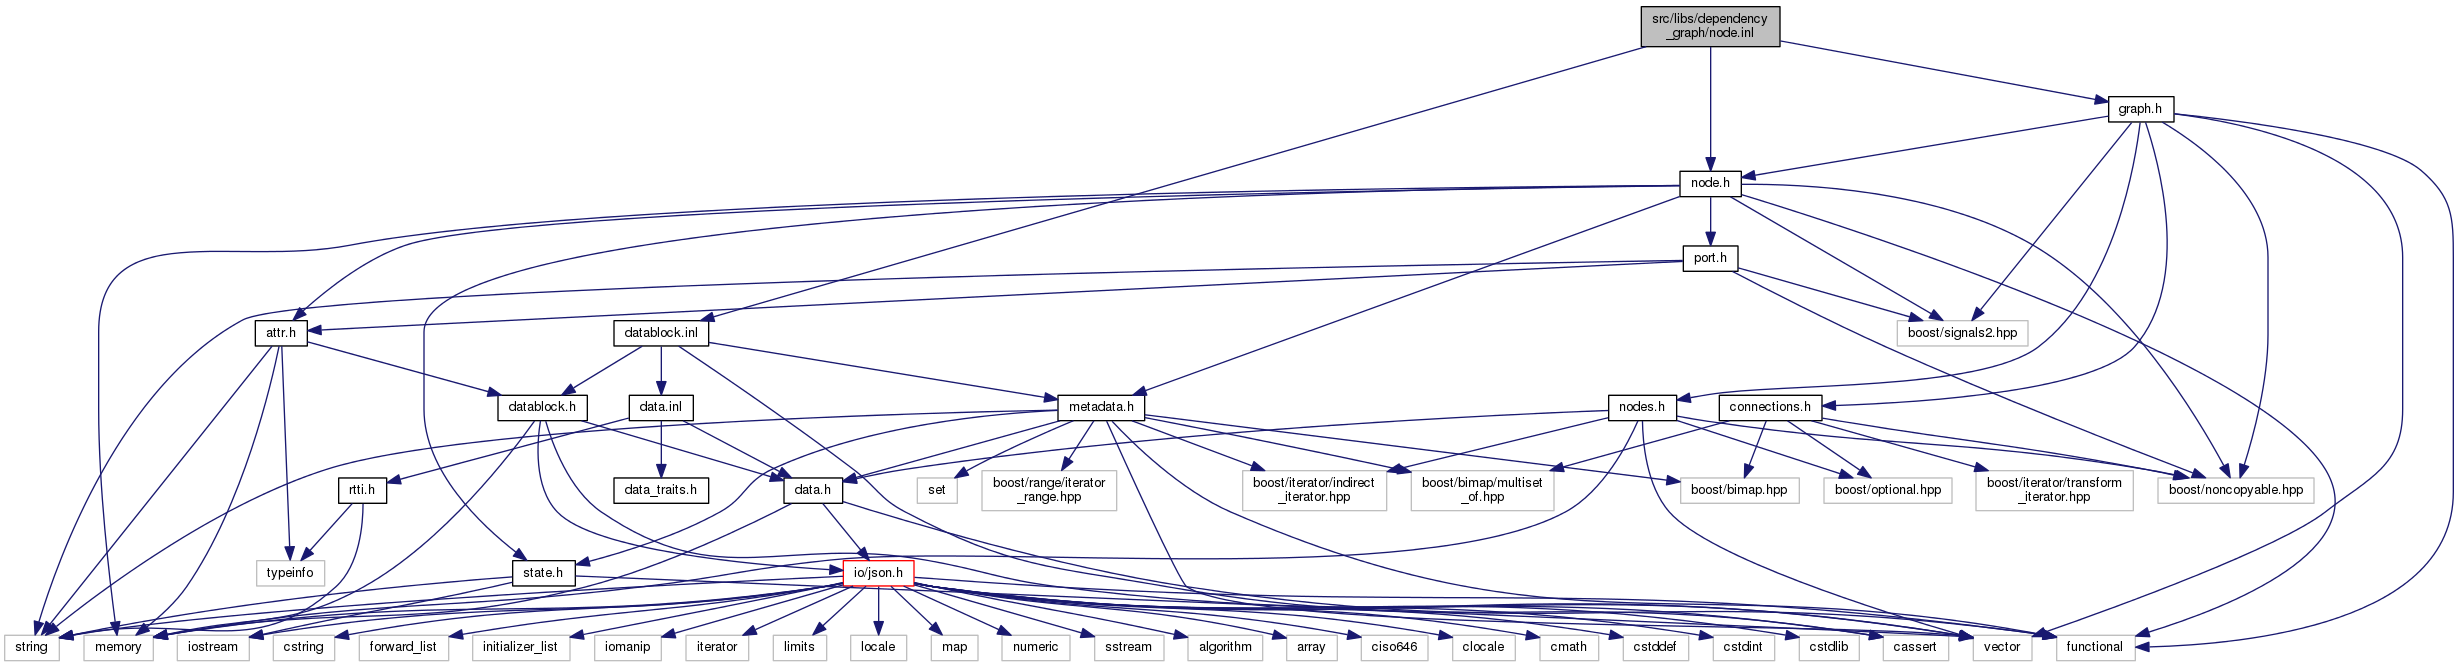 src/libs/dependency
_graph/node.inl
graph.h
node.h
port.h
attr.h
datablock.inl
boost/signals2.hpp
datablock.h
data.inl
metadata.h
nodes.h
connections.h
rtti.h
data_traits.h
data.h
set
boost/range/iterator
_range.hpp
boost/iterator/indirect
_iterator.hpp
boost/bimap/multiset
_of.hpp
boost/bimap.hpp
boost/optional.hpp
boost/iterator/transform
_iterator.hpp
boost/noncopyable.hpp
typeinfo
state.h
io/json.h
string
memory
iostream
cstring
forward_list
initializer_list
iomanip
iterator
limits
locale
map
numeric
sstream
algorithm
array
ciso646
clocale
cmath
cstddef
cstdint
cstdlib
cassert
vector
functional